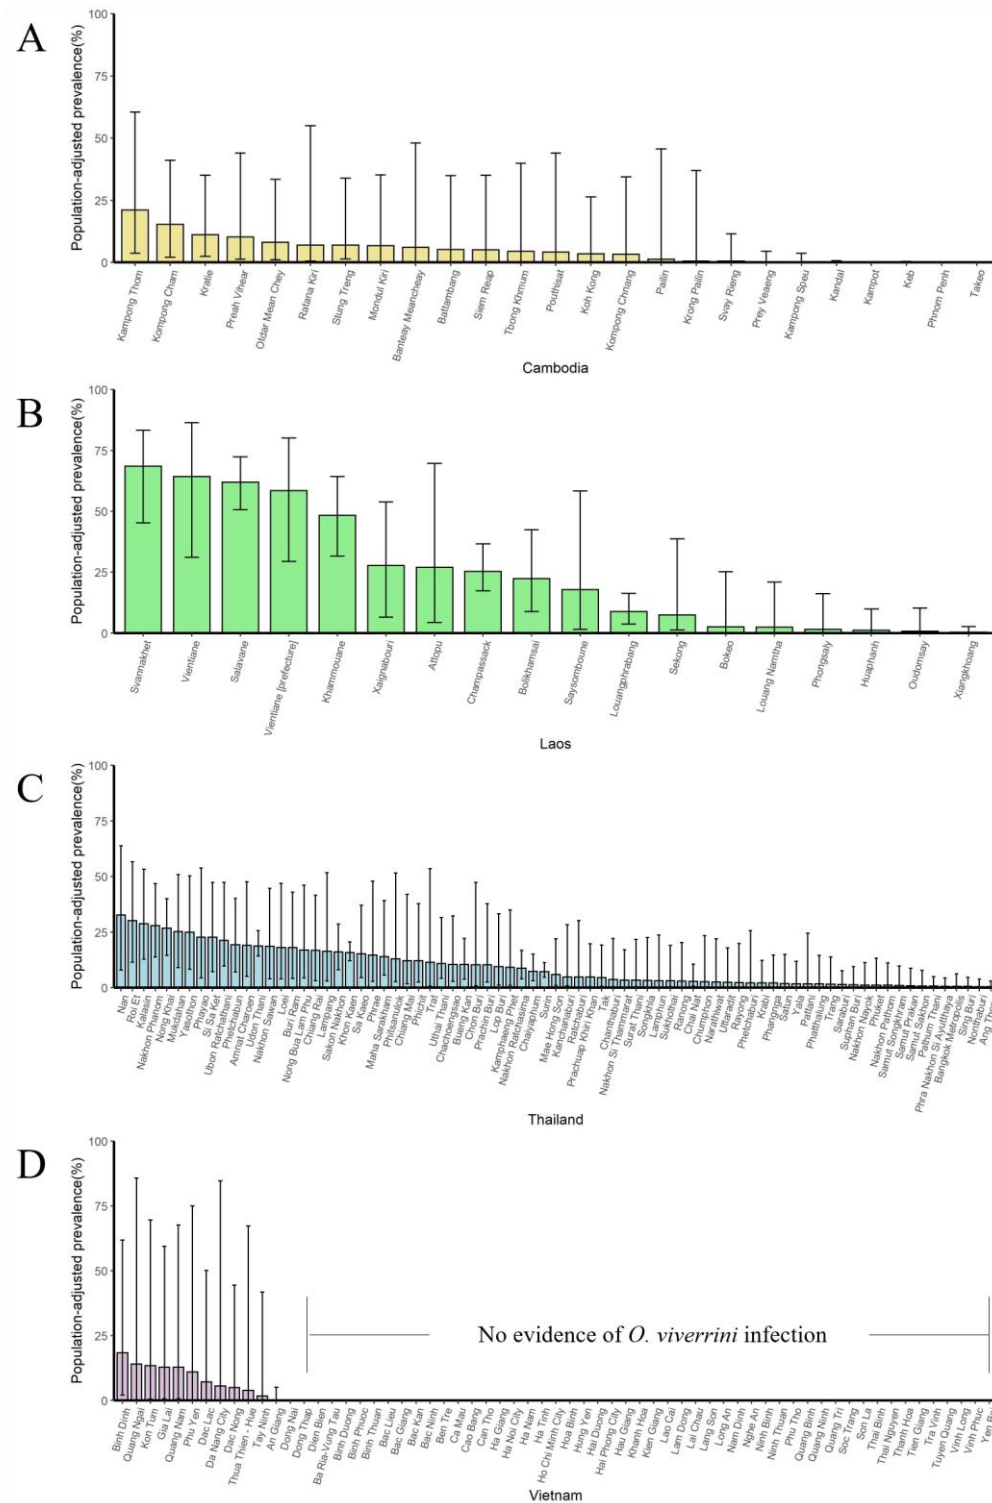 A
Population-adjusted prevalence(%)
100
75
50
25
0
Kampong Thom
Kompong Cham
Kratie
Preah Vihear
Otdar Mean Chey
Ratana Kiri
Stung Treng
Mondul Kiri
Banteay Meancheay
Battambang
Siem Reap
Tbong Khmum
Pouthisat
Koh Kong
Kompong Chnang
Pailin
Krong Pailin
Svay Rieng
Prey Veaeng
Kampong Speu
Kandal
Kampot
Keb
Phnom Penh
Takeo
Cambodia
B
Population-adjusted prevalence(%)
100
75
50
25
0
Svannakhet
Vientiane
Salavane
Vientiane [prefecture]
Khammouane
Xaignabouri
Attopu
Champassack
Bolikhamsai
Saysomboune
Louangphrabang
Sekong
Bokeo
Louang Namtha
Phongsaly
Huaphanh
Oudomsay
Xiangkhoang
Laos
C
Population-adjusted prevalence(%)
100
75
50
25
0
Nan
Roi Et
Kalasin
Nakhon Phanom
Nong Khai
Mukdahan
Yasothon
Phayao
Si Sa Ket
Ubon Ratchathani
Phetchabun
Amnat Charoen
Udon Thani
Nakhon Sawan
Loei
Buri Ram
Nong Bua Lam Phu
Chiang Rai
Lampang
Sakon Nakhon
Khon Kaen
Sa Kaeo
Phrae
Maha Sarakham
Phitsanulok
Chiang Mai
Phichit
Trat
Uthai Thani
Chachoengsao
Bueng Kan
Chon Buri
Prachin Buri
Lop Buri
Kamphaeng Phet
Nakhon Ratchasima
Chaiyaphum
Surin
Mae Hong Son
Kanchanaburi
Ratchaburi
Prachuap Khiri Khan
Tak
Chanthaburi
Nakhon Si Thammarat
Surat Thani
Songkhla
Lamphun
Sukhothai
Ranong
Chai Nat
Chumphon
Narathiwat
Uttaradit
Rayong
Phetchaburi
Krabi
Phangnga
Satun
Yala
Pattani
Phatthalung
Trang
Saraburi
Suphan Buri
Nakhon Nayok
Phuket
Nakhon Pathom
Samut Songkhram
Samut Prakan
Samut Sakhon
Pathum Thani
Phra Nakhon Si Ayutthaya
Bangkok Metropolis
Sing Buri
Nonthaburi
Ang Thong
Thailand
D
Population-adjusted prevalence(%)
100
75
50
25
0
No evidence of O. viverrini infection
Binh Dinh
Quang Ngai
Kon Tum
Gia Lai
Quang Nam
Phu Yen
Dac Lac
Da Nang City
Dac Nong
Thua Thien - Hue
Tay Ninh
An Giang
Dong Nai
Dong Thap
Dien Bien
Ba Ria-Vung Tau
Binh Duong
Binh Phuoc
Binh Thuan
Bac Lieu
Bac Giang
Bac Kan
Bac Ninh
Ben Tre
Ca Mau
Cao Bang
Can Tho
Ha Giang
Ha Noi City
Ha Nam
Ha Tinh
Ho Chi Minh City
Hoa Binh
Hung Yen
Hai Duong
Hai Phong City
Hau Giang
Khanh Hoa
Kien Giang
Lao Cai
Lam Dong
Lai Chau
Lang Son
Long An
Nam Dinh
Nghe An
Ninh Binh
Ninh Thuan
Phu Tho
Quang Binh
Quang Ninh
Quang Tri
Soc Trang
Son La
Thai Binh
Thai Nguyen
Thanh Hoa
Tien Giang
Tra Vinh
Tuyen Quang
Vinh Long
Vinh Phuc
Yen Bai
Vietnam